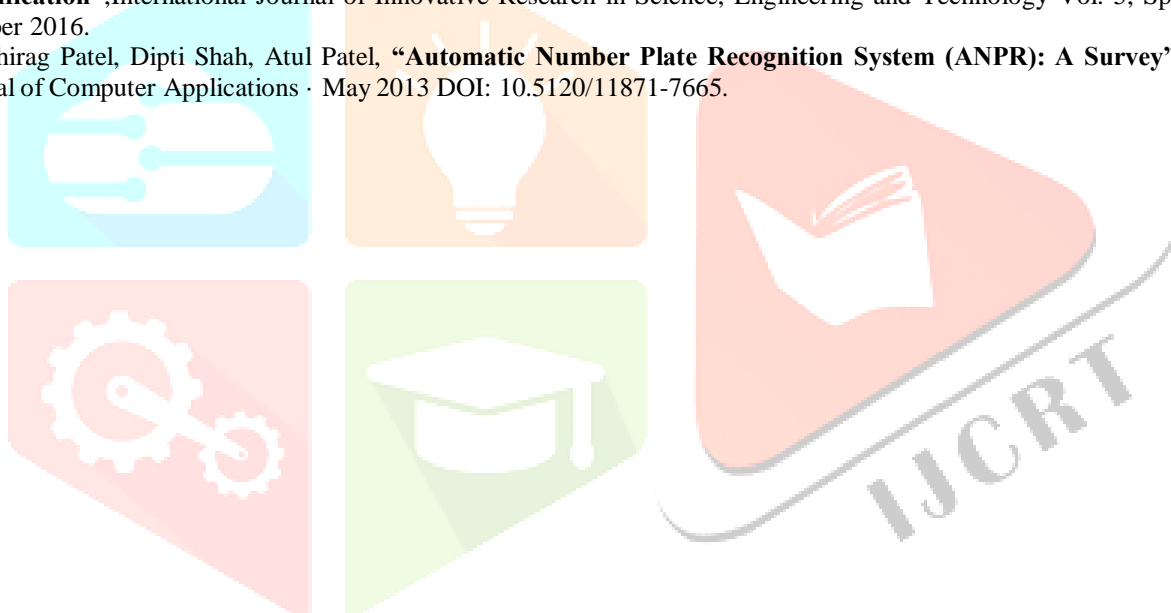 lication",International Journal of Innovative Research in Science, Engineering and Technology Vol. 5, Sp
er 2016.
hirag Patel, Dipti Shah, Atul Patel, “Automatic Number Plate Recognition System (ANPR): A Survey”
al of Computer Applications · May 2013 DOI: 10.5120/11871-7665.
IJCRT